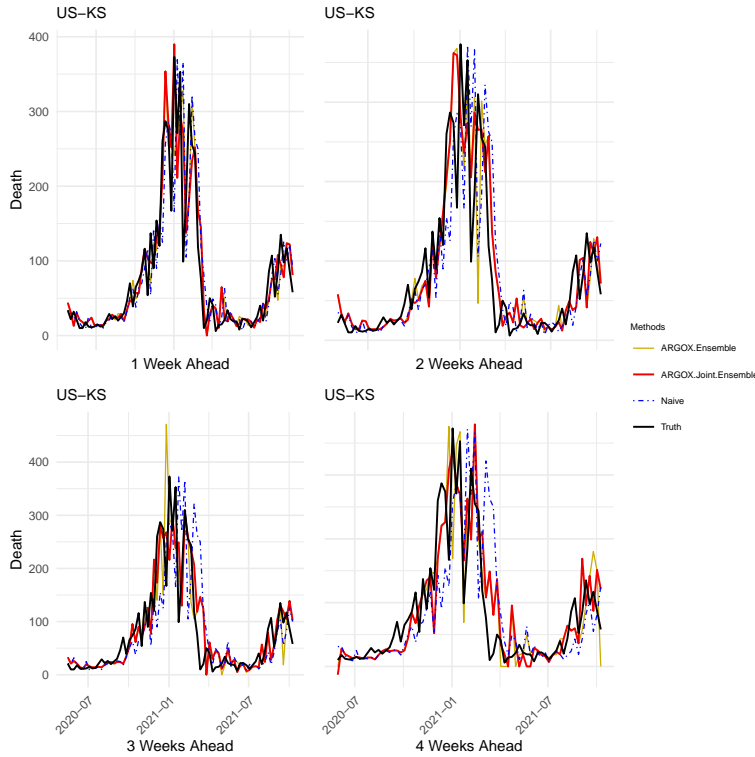 US−KS
US−KS
400
300
200
100
0
Death
1 Week Ahead
2 Weeks Ahead
Methods
ARGOX.Ensemble
ARGOX.Joint.Ensemble
Naive
Truth
US−KS
US−KS
400
300
200
100
0
Death
2020−07
2021−01
2021−07
2020−07
2021−01
2021−07
3 Weeks Ahead
4 Weeks Ahead